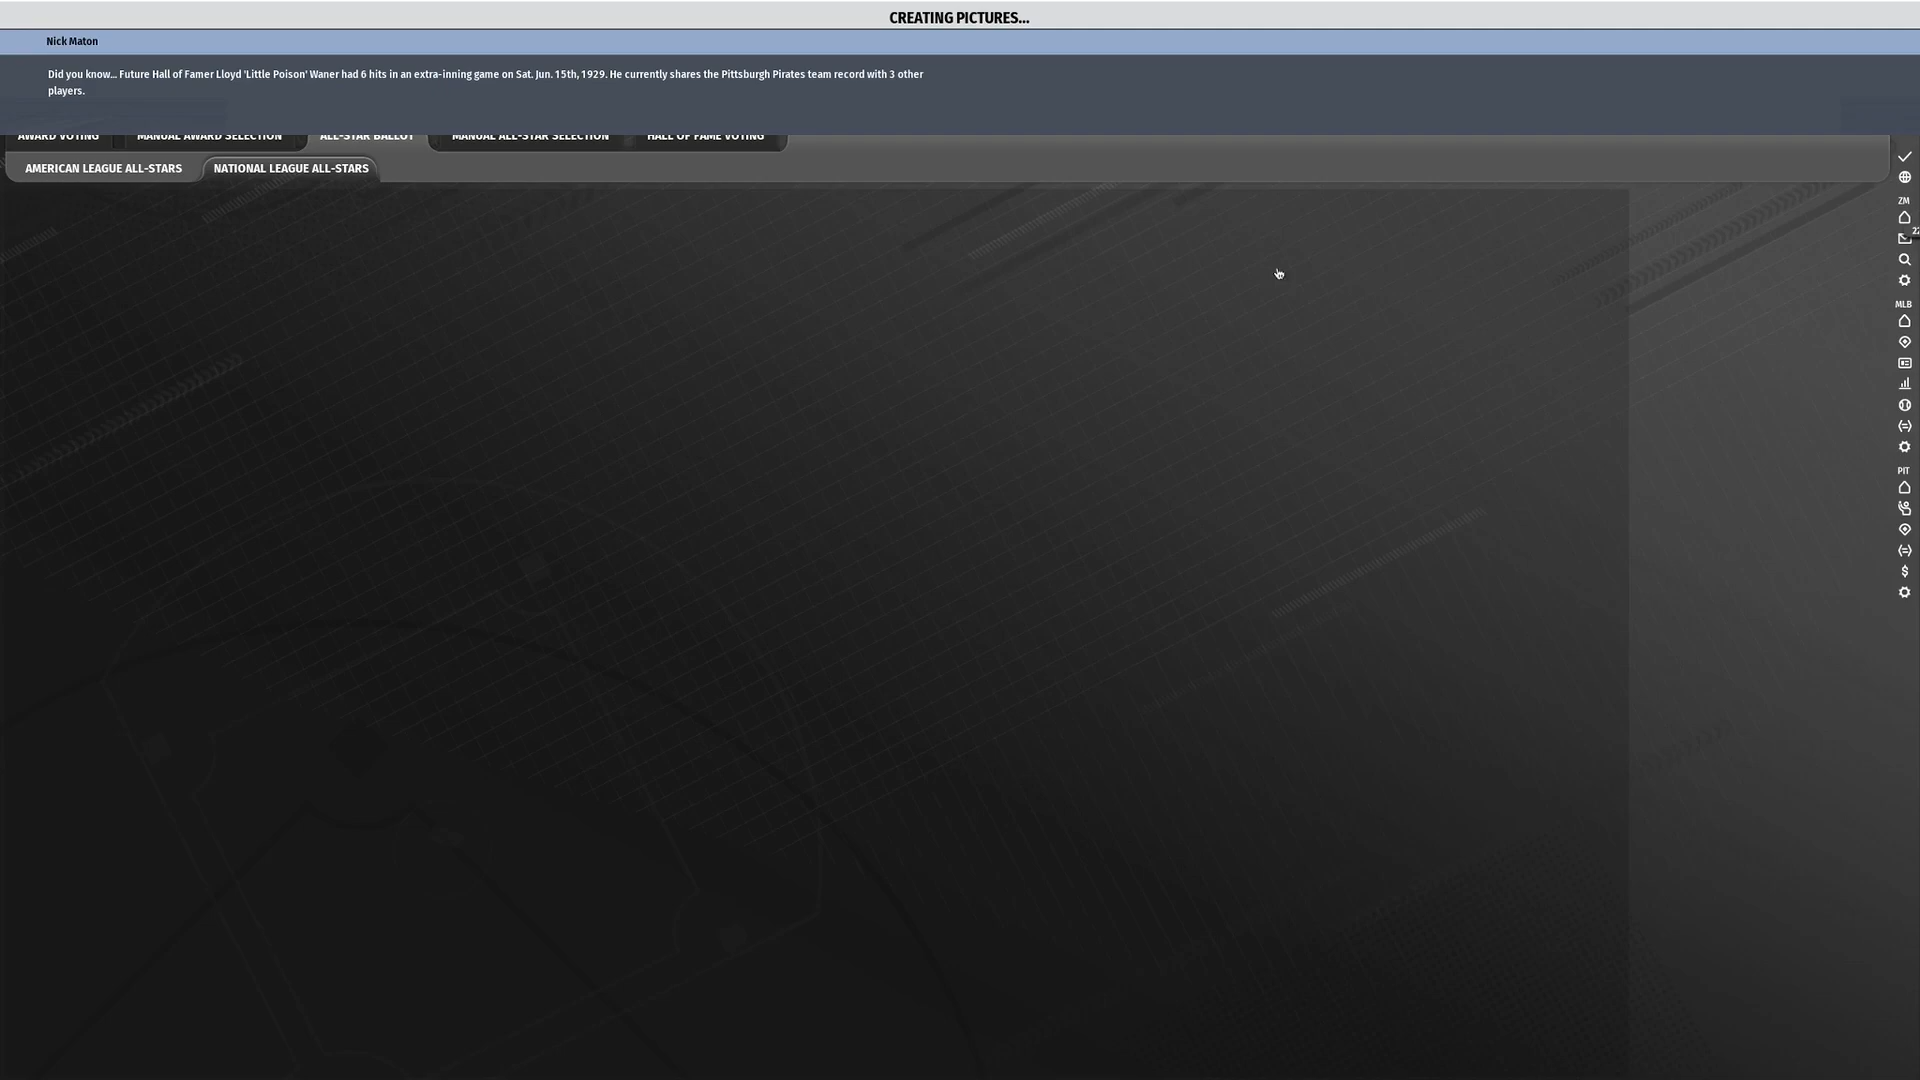 CREATING PICTURES...
Nick Maton
Did you know... Future Hall of Famer Lloyd 'Little Poison' Waner had 6 hits in an extra-inning game on Sat. Jun. 15th, 1929. He currently shares the Pittsburgh Pirates team record with 3 other
players.
AWARD VOTING MANUAL AWARD SELECTION ALL-STAR BALLOT MANUAL ALL-STAR SELECTION HALL OF FAME VOTING
AMERICAN LEAGUE ALL-STARS NATIONAL LEAGUE ALL-STARS
ZM
MLB
PIT
$